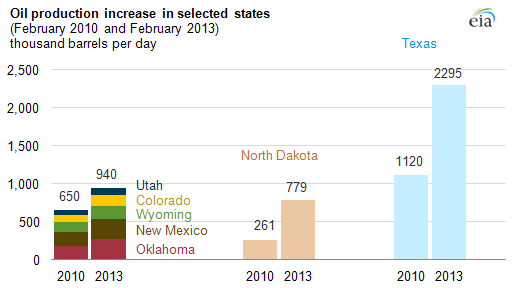 Oil production increase in selected states
(February 2010 and February 2013)
thousand barrels per day
eia
Texas
2,500
2295
2,000
1,500
North Dakota
1120
1,000
940
779
650
Utah
Colorado
Wyoming
500
New Mexico
261
Oklahoma
0
2010 2013 2010 2013 2010 2013